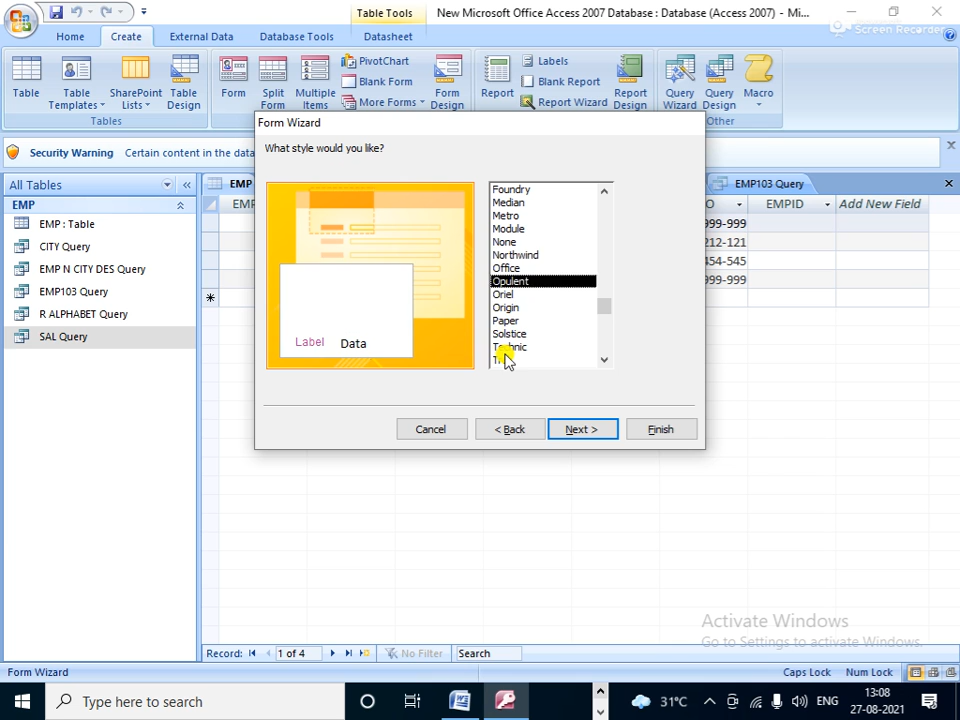 Table Tools
New Microsoft Office Access 2007 Database : Database (Access 2007) - Mi...
Screen Recorder
Home Create External Data Database Tools Datasheet
PivotChart Labels
Blank Form Blank Report
Table Table Templates SharePoint Lists Table Design Form Split Form Multiple Items More Forms Form Design Report Report Wizard Report Design Query Wizard Query Design Macro
Tables Other
Form Wizard
Security Warning Certain content in the data
What style would you like?
All Tables «
EMP EMP103 Query
EMP
EMP EMPID Add New Field
EMP : Table
CITY Query
EMP N CITY DES Query
EMP103 Query
R ALPHABET Query
SAL Query
999-999
212-121
454-545
999-999
Foundry
Median
Metro
Module
None
Northwind
Office
Opulent
Oriel
Origin
Paper
Solstice
Technic
Label Data
Cancel < Back Next > Finish
Activate Windows
Go to Settings to activate Windows.
Record: 1 of 4 No Filter Search
Form Wizard Caps Lock Num Lock
Type here to search 31°C ENG 13:08
27-08-2021